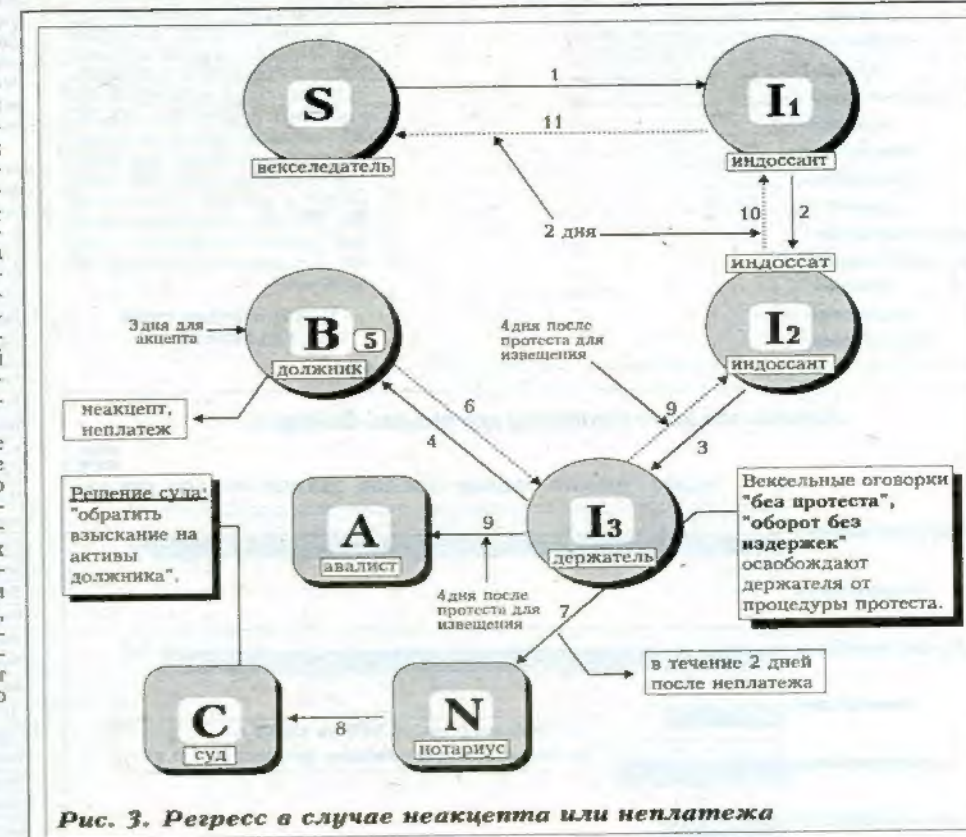 S
векселедатель
1
11
I1
индоссант
10
2
2 дня
индоссат
I2
индоссант
3 дня для
акцепта
B
5
должник
4 дня после
протеста для
извещения
неакцепт,
неплатеж
6
4
9
3
Решение суда:
"обратить
взыскание на
активы
должника".
A
авалист
9
I3
держатель
Вексельные оговорки
"без протеста",
"оборот без
издержек"
освобождают
держателя от
процедуры протеста.
4 дня после
протеста для
извещения
7
в течение 2 дней
после неплатежа
C
суд
8
N
нотариус
Рис. 3. Регресс в случае неакцепта или неплатежа